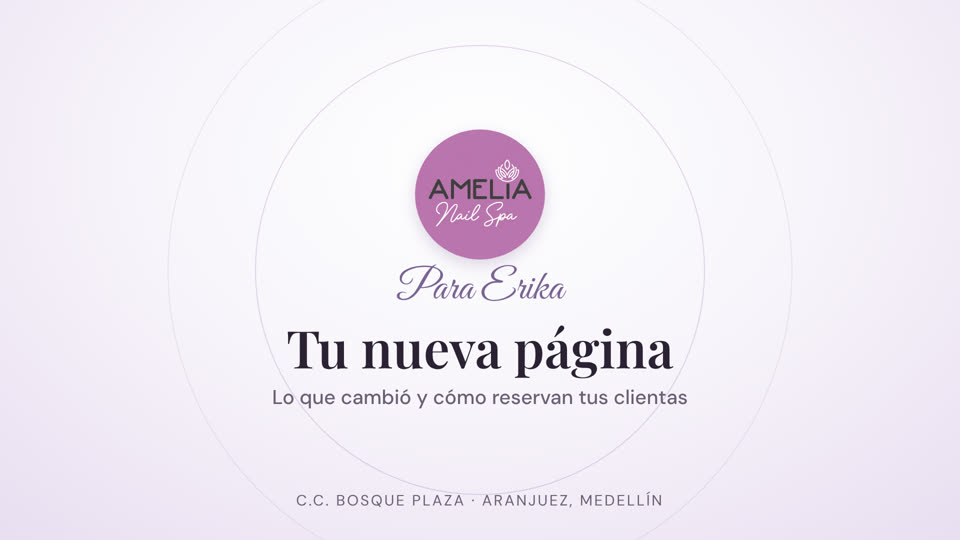 AMELIA
Nail Spa
Para Erika
Tu nueva página
Lo que cambió y cómo reservan tus clientas
C.C. BOSQUE PLAZA · ARANJUEZ, MEDELLÍN